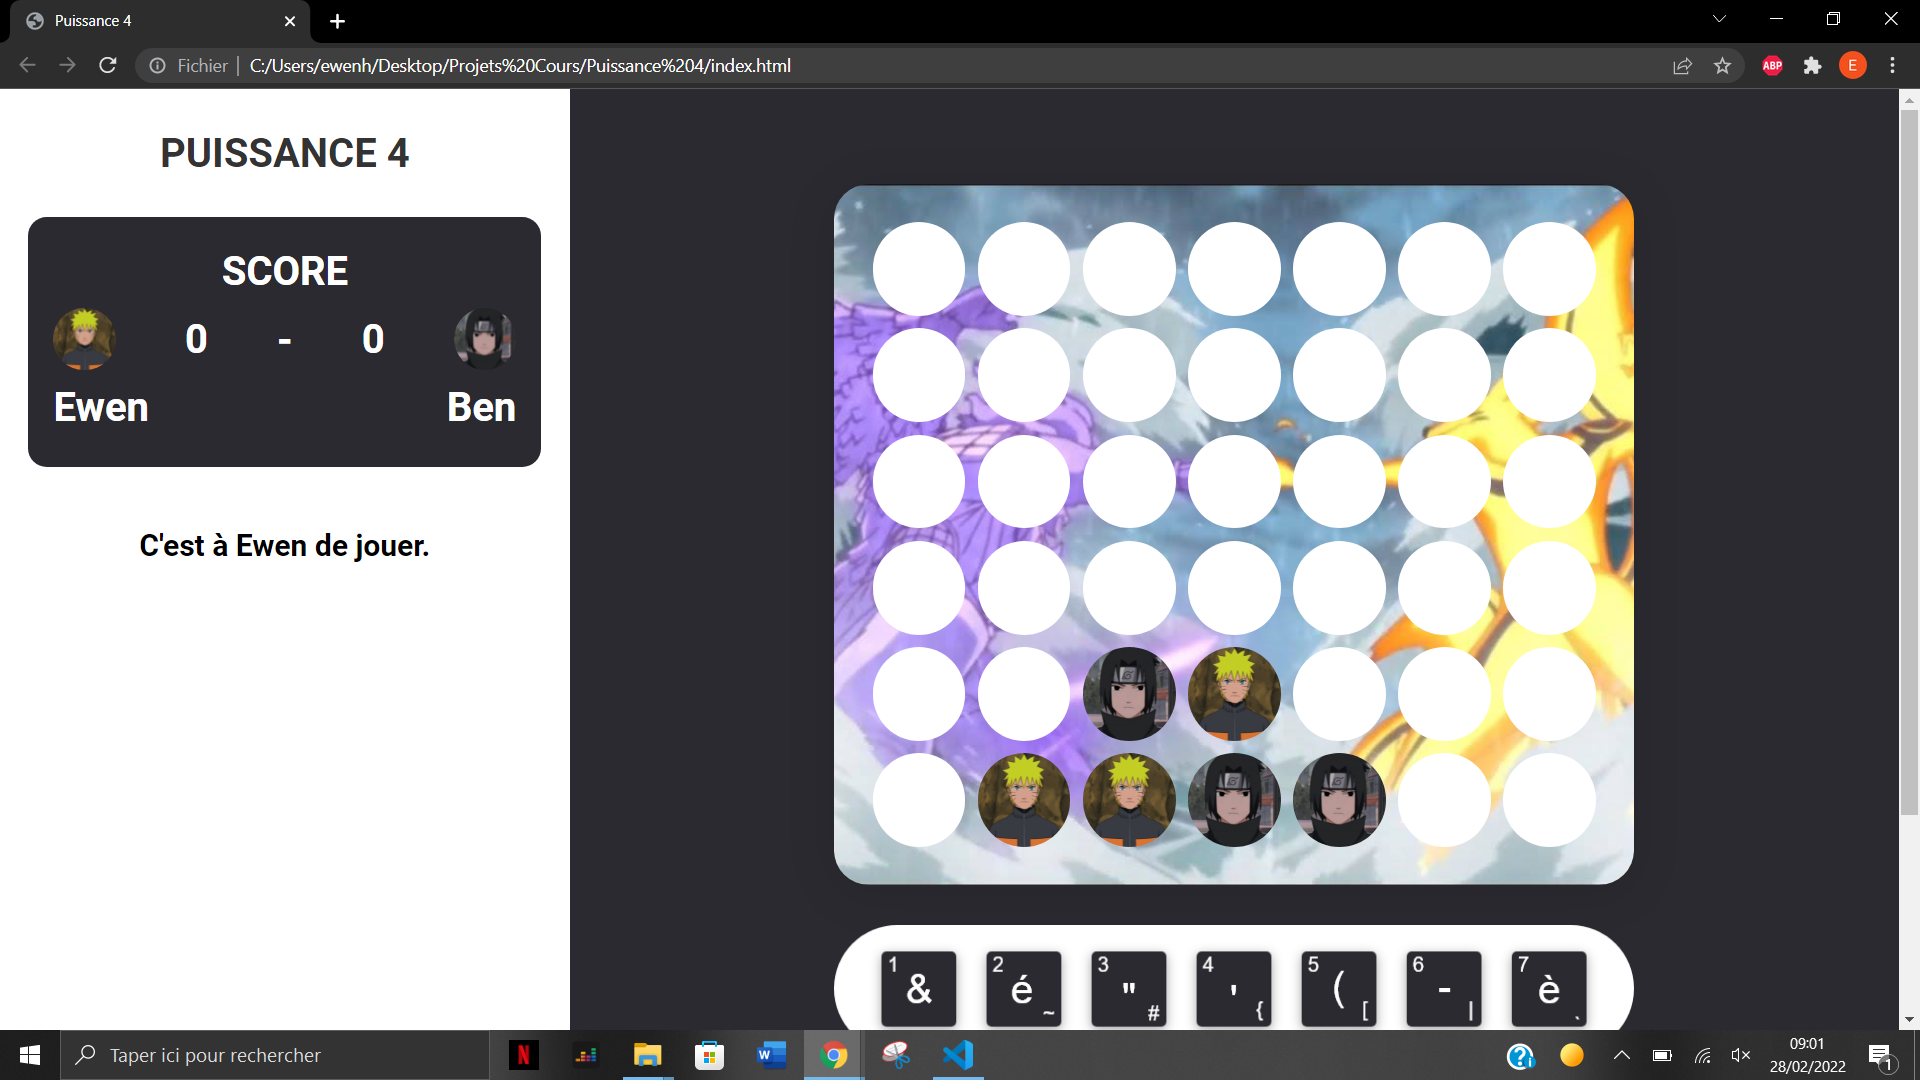 Puissance 4
Fichier | C:/Users/ewenh/Desktop/Projets%20Cours/Puissance%204/index.html
ABP
E
PUISSANCE 4
SCORE
0 - 0
Ewen Ben
C'est à Ewen de jouer.
1 & 2 é ~ 3 " # 4 ' { 5 ( [ 6 - | 7 è `
Taper ici pour rechercher
N
W
?
09:01
28/02/2022
1